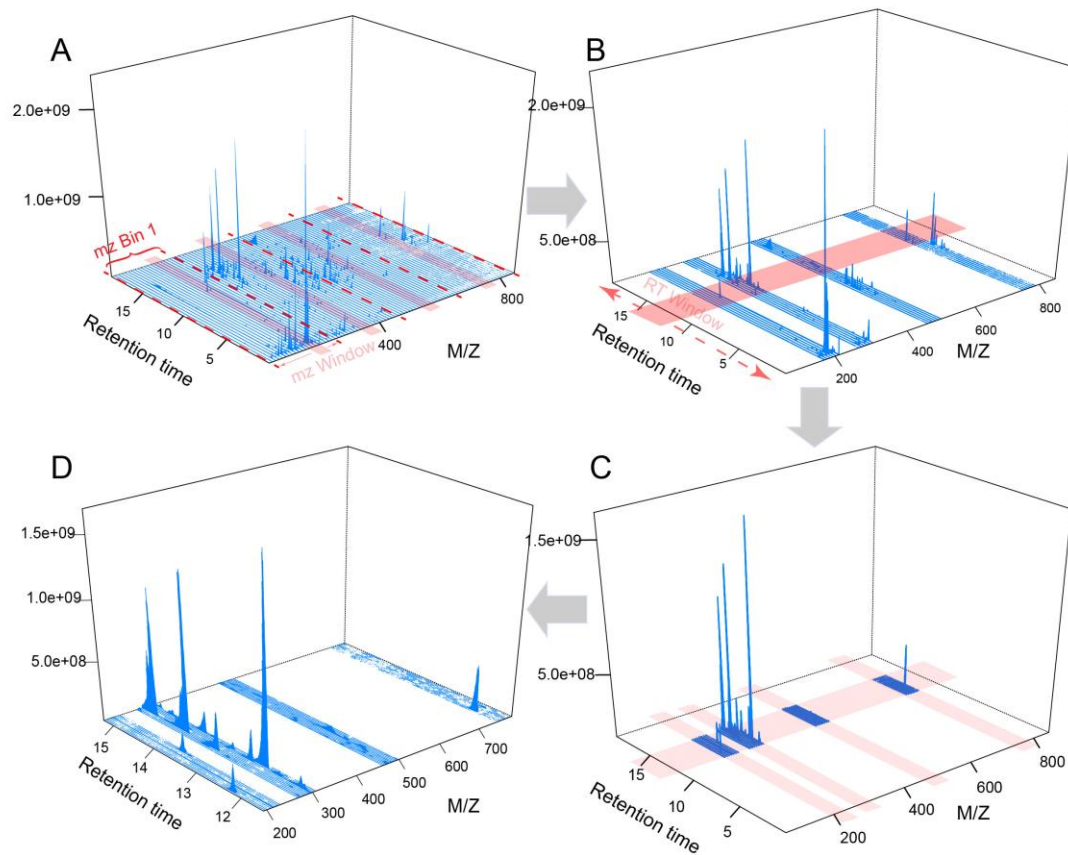 A
2.0e+09
1.0e+09
mz Bin 1
15
10
5
Retention time
mz Window
400
800
M/Z
B
2.0e+09
5.0e+08
RT Window
15
10
5
Retention time
200
400
600
800
M/Z
D
1.5e+09
1.0e+09
5.0e+08
15
14
13
12
Retention time
200
300
400
500
600
700
M/Z
C
1.5e+09
5.0e+08
15
10
5
Retention time
200
400
600
800
M/Z